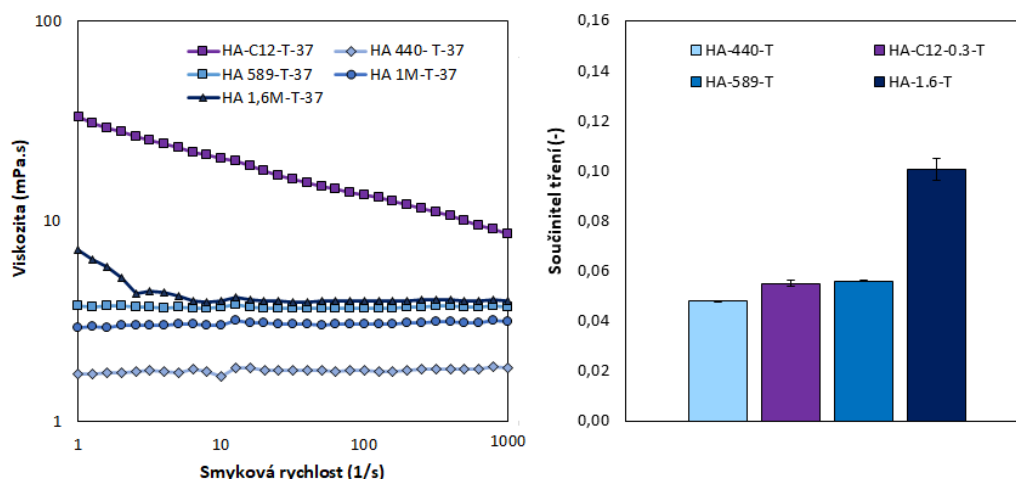 100
10
1
Viskozita (mPa.s)
HA-C12-T-37
HA 440- T-37
HA 589-T-37
HA 1M-T-37
HA 1,6M-T-37
1
10
100
1000
Smyková rychlost (1/s)
0,16
0,14
0,12
0,10
0,08
0,06
0,04
0,02
0,00
Součinitel tření (-)
HA-440-T
HA-C12-0.3-T
HA-589-T
HA-1.6-T